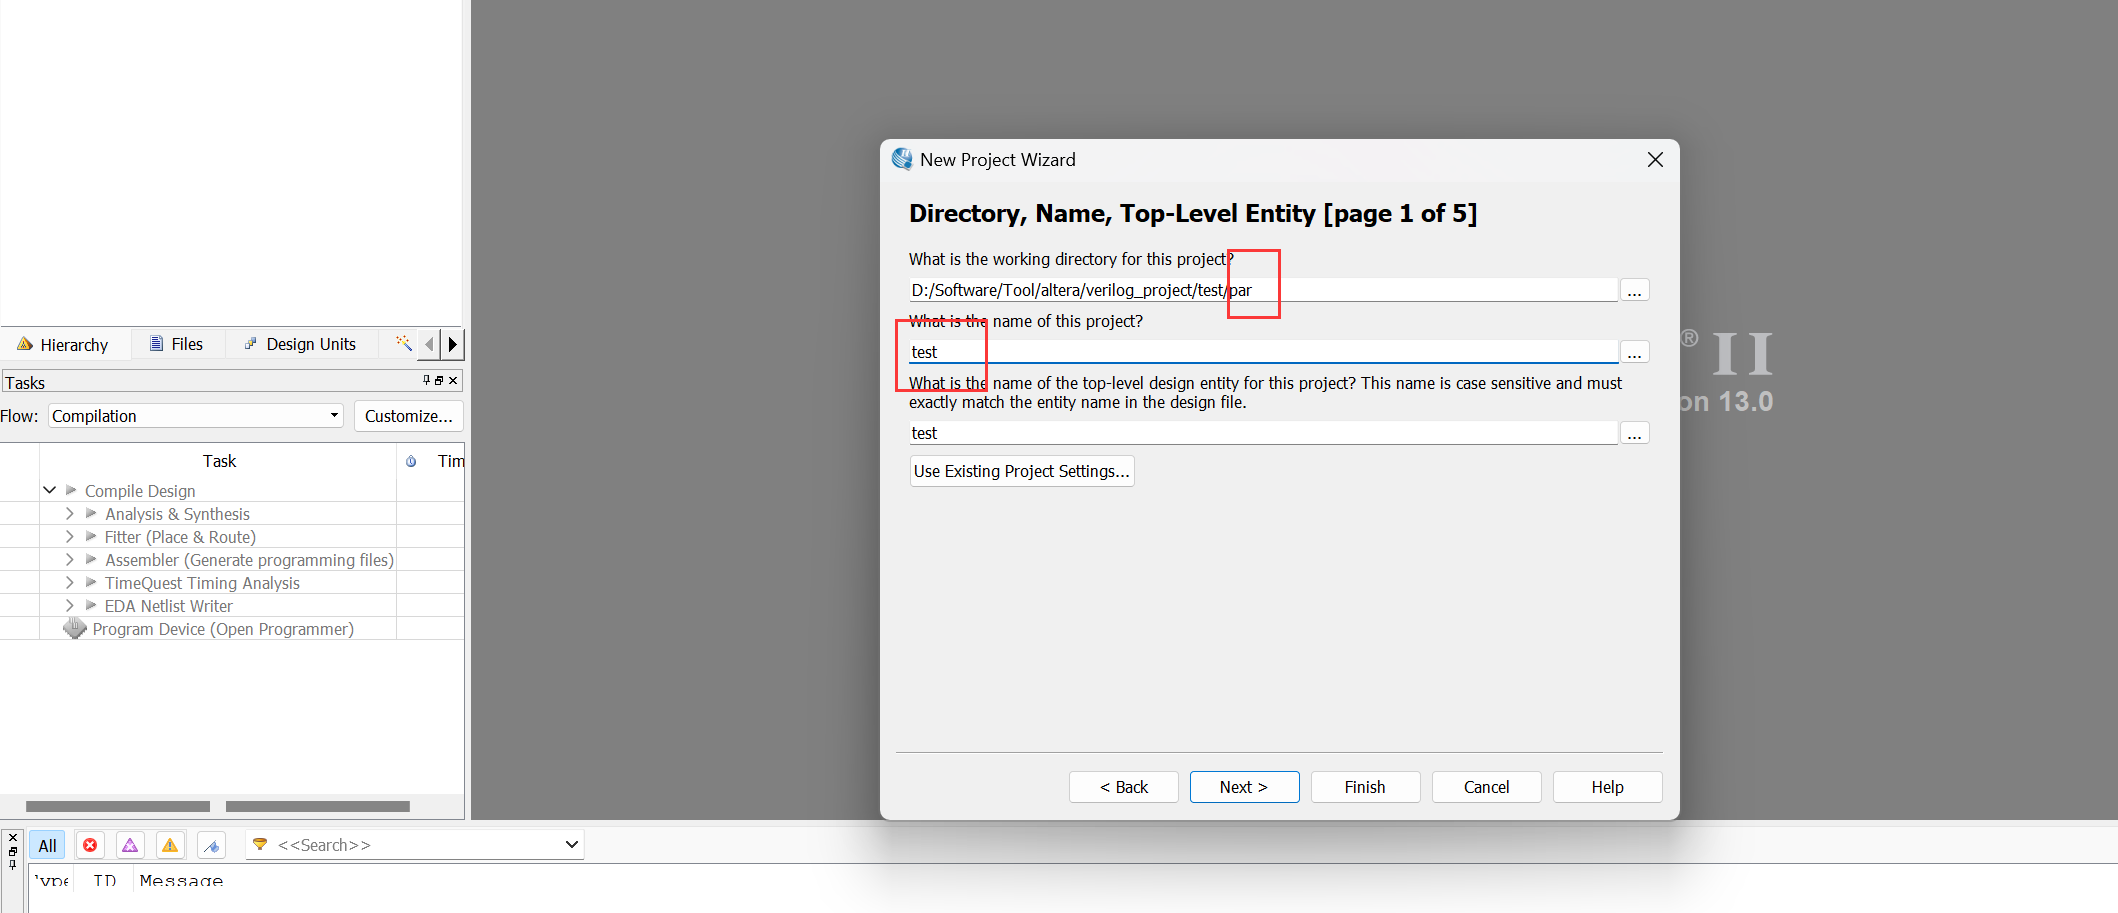 New Project Wizard
Directory, Name, Top-Level Entity [page 1 of 5]
What is the working directory for this project?
D:/Software/Tool/altera/verilog_project/test/par
...
What is the name of this project?
test
...
What is the name of the top-level design entity for this project? This name is case sensitive and must
exactly match the entity name in the design file.
test
...
Use Existing Project Settings...
< Back
Next >
Finish
Cancel
Help
® II
on 13.0
Hierarchy
Files
Design Units
Tasks
Flow:
Compilation
Customize...
Task
Tim
Compile Design
Analysis & Synthesis
Fitter (Place & Route)
Assembler (Generate programming files)
TimeQuest Timing Analysis
EDA Netlist Writer
Program Device (Open Programmer)
All
<<Search>>
ID
Message